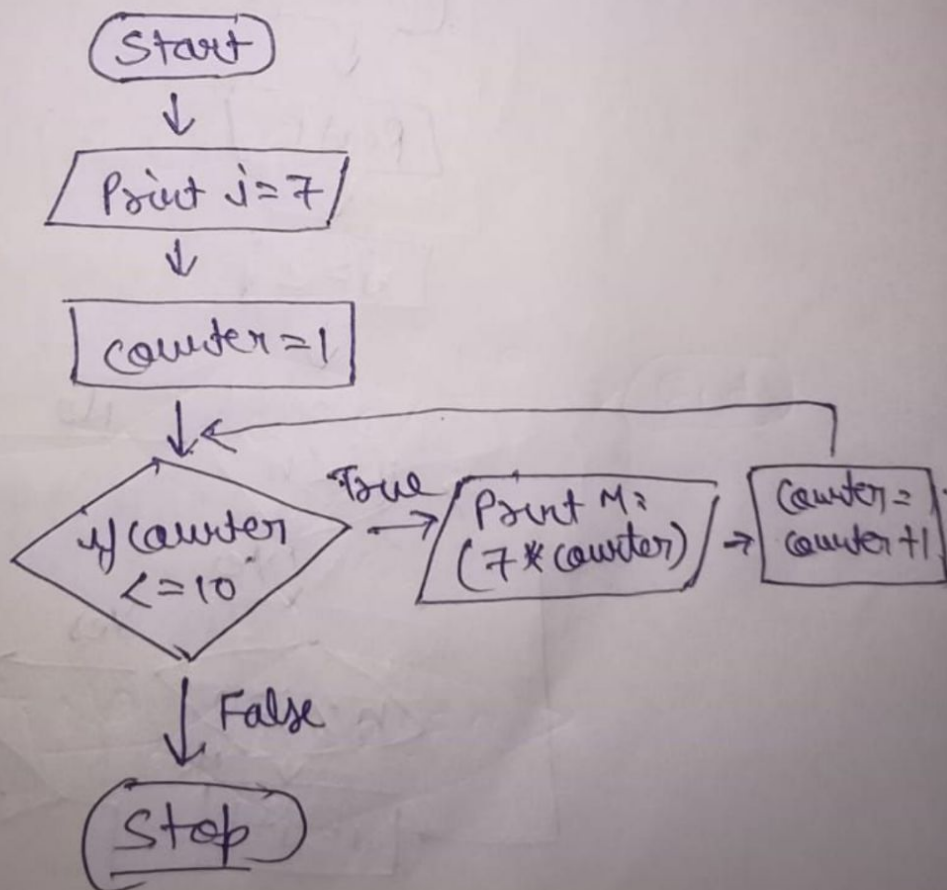 Start
Print i=7
counter=1
if counter
<=10
True
Print M=
(7*counter)
counter=
counter+1
False
Stop